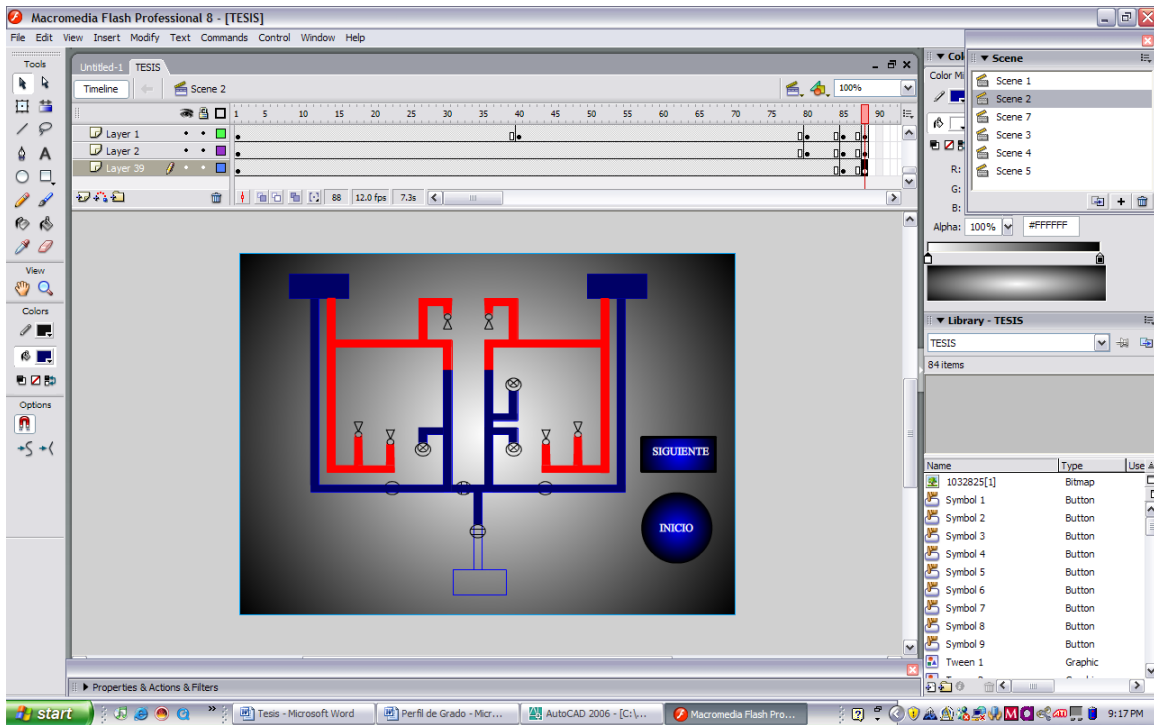 Macromedia Flash Professional 8 - [TESIS]
File Edit View Insert Modify Text Commands Control Window Help
Tools
View
Colors
Options
Untitled-1 TESIS
Timeline Scene 2 100%
1 5 10 15 20 25 30 35 40 45 50 55 60 65 70 75 80 85 90
Layer 1
Layer 2
Layer 39
88 12.0 fps 7.3s
SIGUIENTE
INICIO
Properties & Actions & Filters
Scene
Scene 1
Scene 2
Scene 7
Scene 3
Scene 4
Scene 5
Color Mi
R:
G:
B:
Alpha: 100% #FFFFFF
Library - TESIS
TESIS
84 items
Name Type Use
1032825[1] Bitmap
Symbol 1 Button
Symbol 2 Button
Symbol 3 Button
Symbol 4 Button
Symbol 5 Button
Symbol 6 Button
Symbol 7 Button
Symbol 8 Button
Symbol 9 Button
Tween 1 Graphic
start Tesis - Microsoft Word Perfil de Grado - Micr... AutoCAD 2006 - [C:\... Macromedia Flash Pro... 9:17 PM